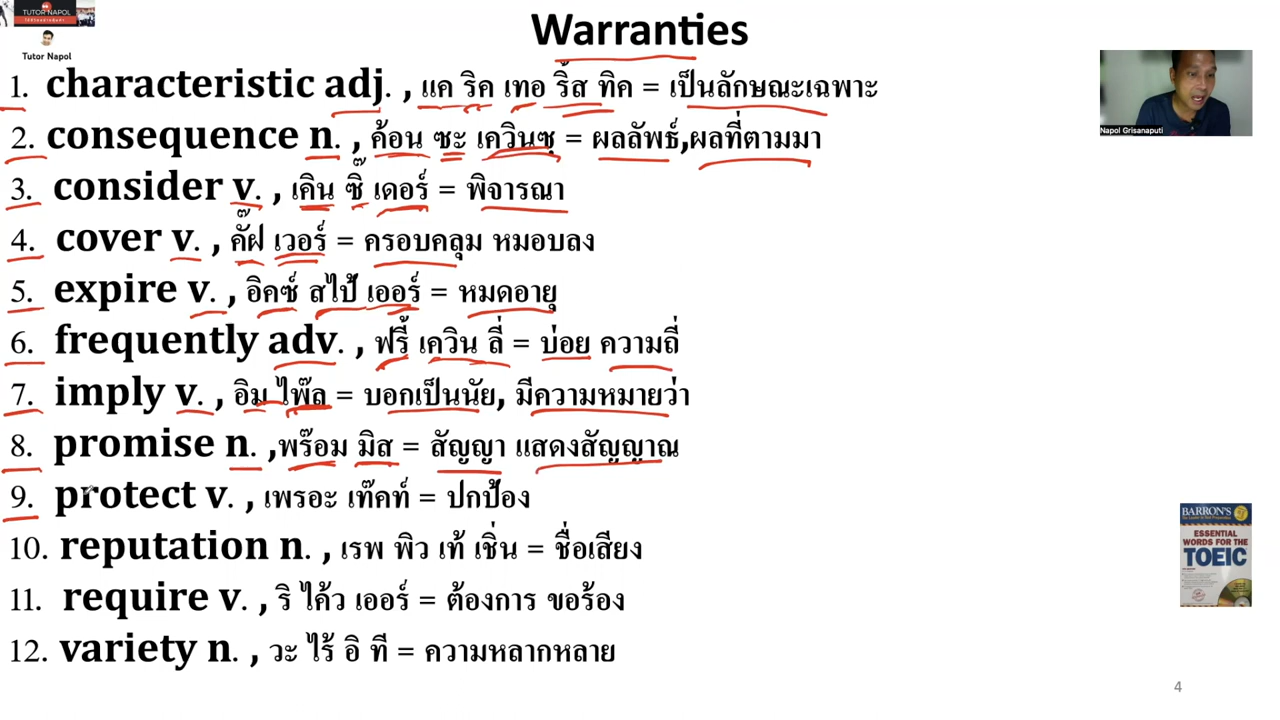 TUTOR NAPOL
Tutor Napol
Warranties
1. characteristic adj. , แค ริค เทอ ริ้ส ทิค = เป็นลักษณะเฉพาะ
2. consequence n. , ค้อน ซะ เควินซฺ = ผลลัพธ์,ผลที่ตามมา
3. consider v. , เคิน ซิ๊ เดอร์ = พิจารณา
4. cover v. , คั๊ฝ เวอร์ = ครอบคลุม หมอบลง
5. expire v. , อิคซ์ สไป้ เออร์ = หมดอายุ
6. frequently adv. , ฟรี้ เควิน ลี่ = บ่อย ความถี่
7. imply v. , อิม ไพ๊ล = บอกเป็นนัย, มีความหมายว่า
8. promise n. ,พร๊อม มิส = สัญญา แสดงสัญญาณ
9. protect v. , เพรอะ เท๊คท์ = ปกป้อง
10. reputation n. , เรพ พิว เท้ เชิ่น = ชื่อเสียง
11. require v. , ริ ไค้ว เออร์ = ต้องการ ขอร้อง
12. variety n. , วะ ไร้ อิ ที = ความหลากหลาย
Napol Grisanaputi
BARRON'S
ESSENTIAL
WORDS FOR THE
TOEIC
4